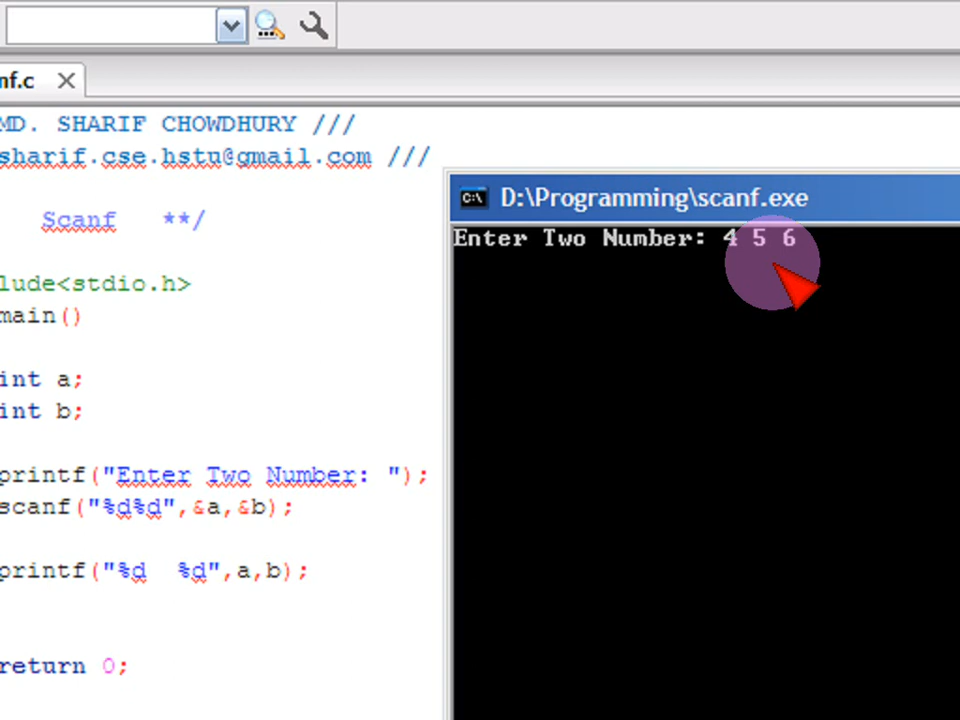 nf.c
MD. SHARIF CHOWDHURY ///
sharif.cse.hstu@gmail.com ///
Scanf **/
lude<stdio.h>
main()
int a;
int b;
printf("Enter Two Number: ");
scanf("%d%d",&a,&b);
printf("%d  %d",a,b);
return 0;
C:\ D:\Programming\scanf.exe
Enter Two Number: 4 5 6